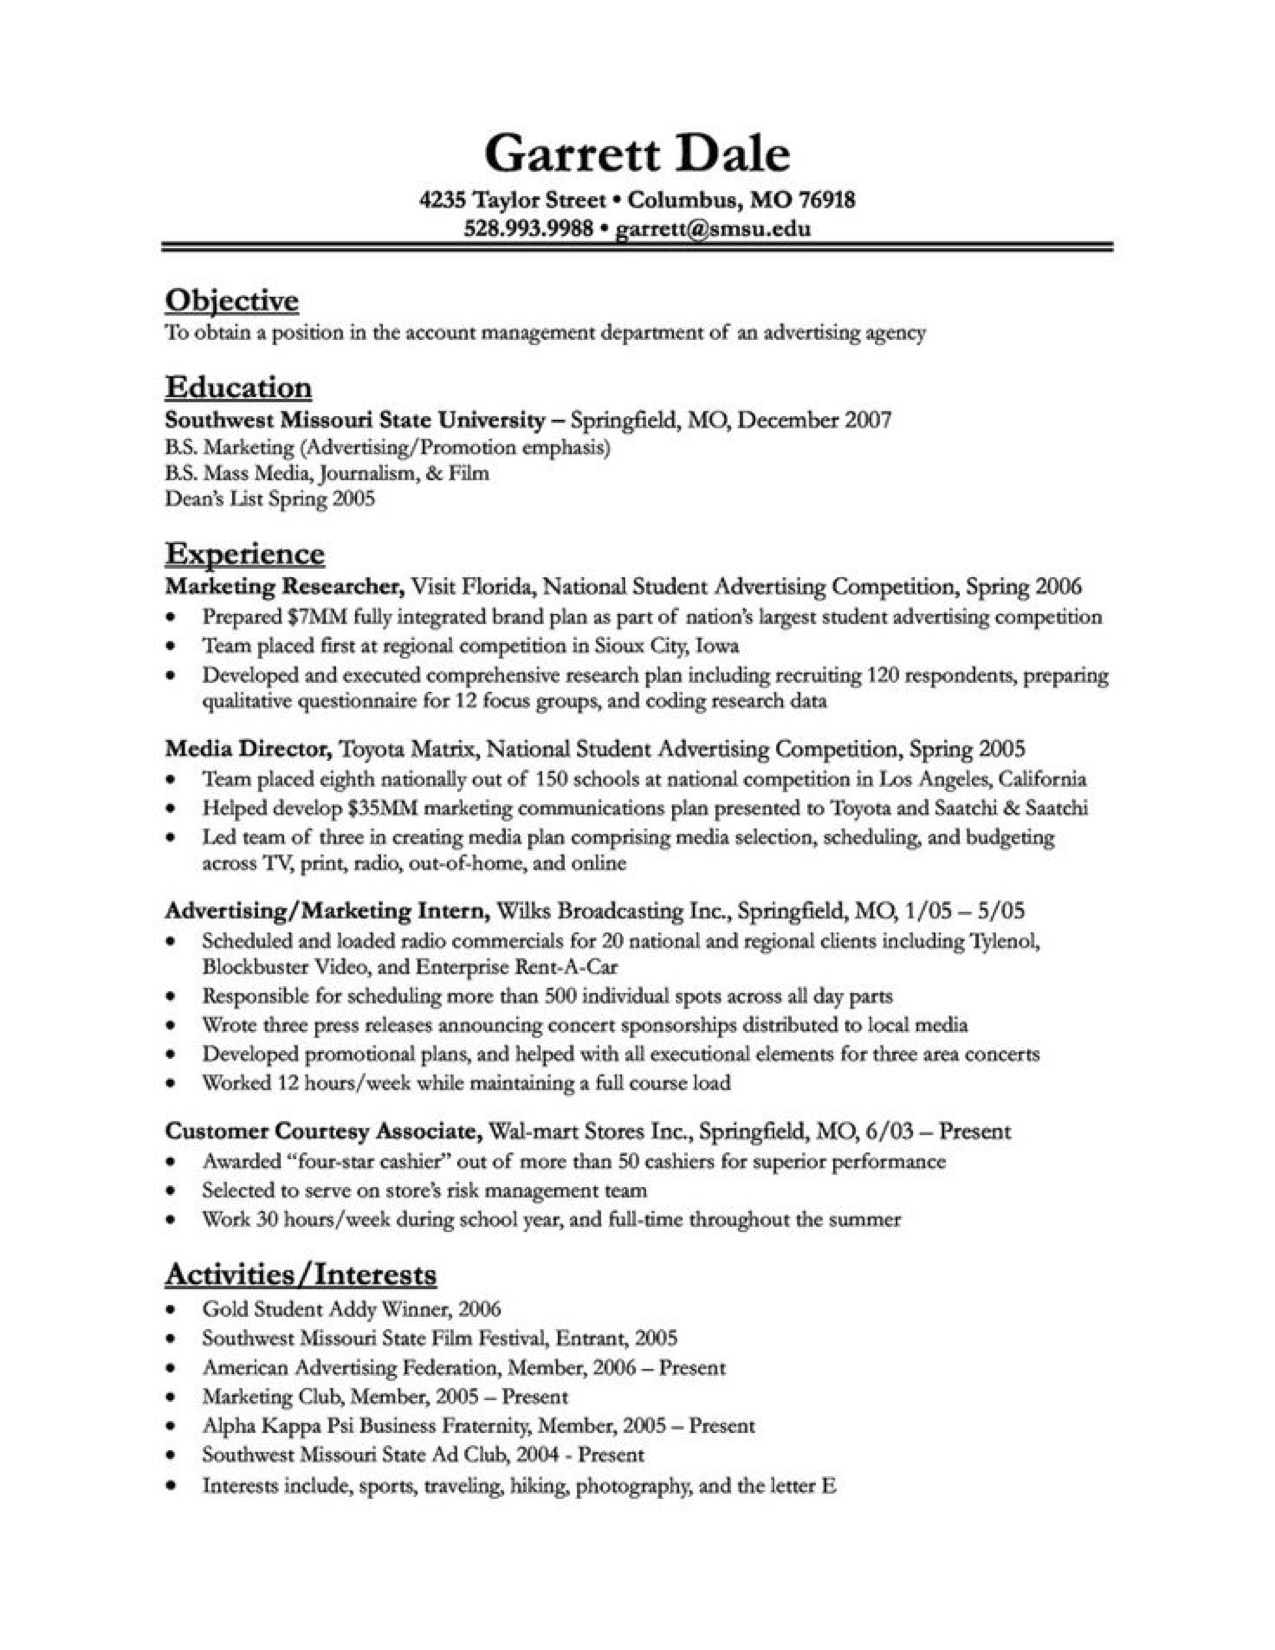 Garrett Dale
4235 Taylor Street • Columbus, MO 76918
528.993.9988 • garrett@smsu.edu
Objective
To obtain a position in the account management department of an advertising agency
Education
Southwest Missouri State University – Springfield, MO, December 2007
B.S. Marketing (Advertising/Promotion emphasis)
B.S. Mass Media, Journalism, & Film
Dean's List Spring 2005
Experience
Marketing Researcher, Visit Florida, National Student Advertising Competition, Spring 2006
• Prepared $7MM fully integrated brand plan as part of nation's largest student advertising competition
• Team placed first at regional competition in Sioux City, Iowa
• Developed and executed comprehensive research plan including recruiting 120 respondents, preparing
qualitative questionnaire for 12 focus groups, and coding research data
Media Director, Toyota Matrix, National Student Advertising Competition, Spring 2005
• Team placed eighth nationally out of 150 schools at national competition in Los Angeles, California
• Helped develop $35MM marketing communications plan presented to Toyota and Saatchi & Saatchi
• Led team of three in creating media plan comprising media selection, scheduling, and budgeting
across TV, print, radio, out-of-home, and online
Advertising/Marketing Intern, Wilks Broadcasting Inc., Springfield, MO, 1/05 – 5/05
• Scheduled and loaded radio commercials for 20 national and regional clients including Tylenol,
Blockbuster Video, and Enterprise Rent-A-Car
• Responsible for scheduling more than 500 individual spots across all day parts
• Wrote three press releases announcing concert sponsorships distributed to local media
• Developed promotional plans, and helped with all executional elements for three area concerts
• Worked 12 hours/week while maintaining a full course load
Customer Courtesy Associate, Wal-mart Stores Inc., Springfield, MO, 6/03 – Present
• Awarded "four-star cashier" out of more than 50 cashiers for superior performance
• Selected to serve on store's risk management team
• Work 30 hours/week during school year, and full-time throughout the summer
Activities/Interests
• Gold Student Addy Winner, 2006
• Southwest Missouri State Film Festival, Entrant, 2005
• American Advertising Federation, Member, 2006 – Present
• Marketing Club, Member, 2005 – Present
• Alpha Kappa Psi Business Fraternity, Member, 2005 – Present
• Southwest Missouri State Ad Club, 2004 - Present
• Interests include, sports, traveling, hiking, photography, and the letter E